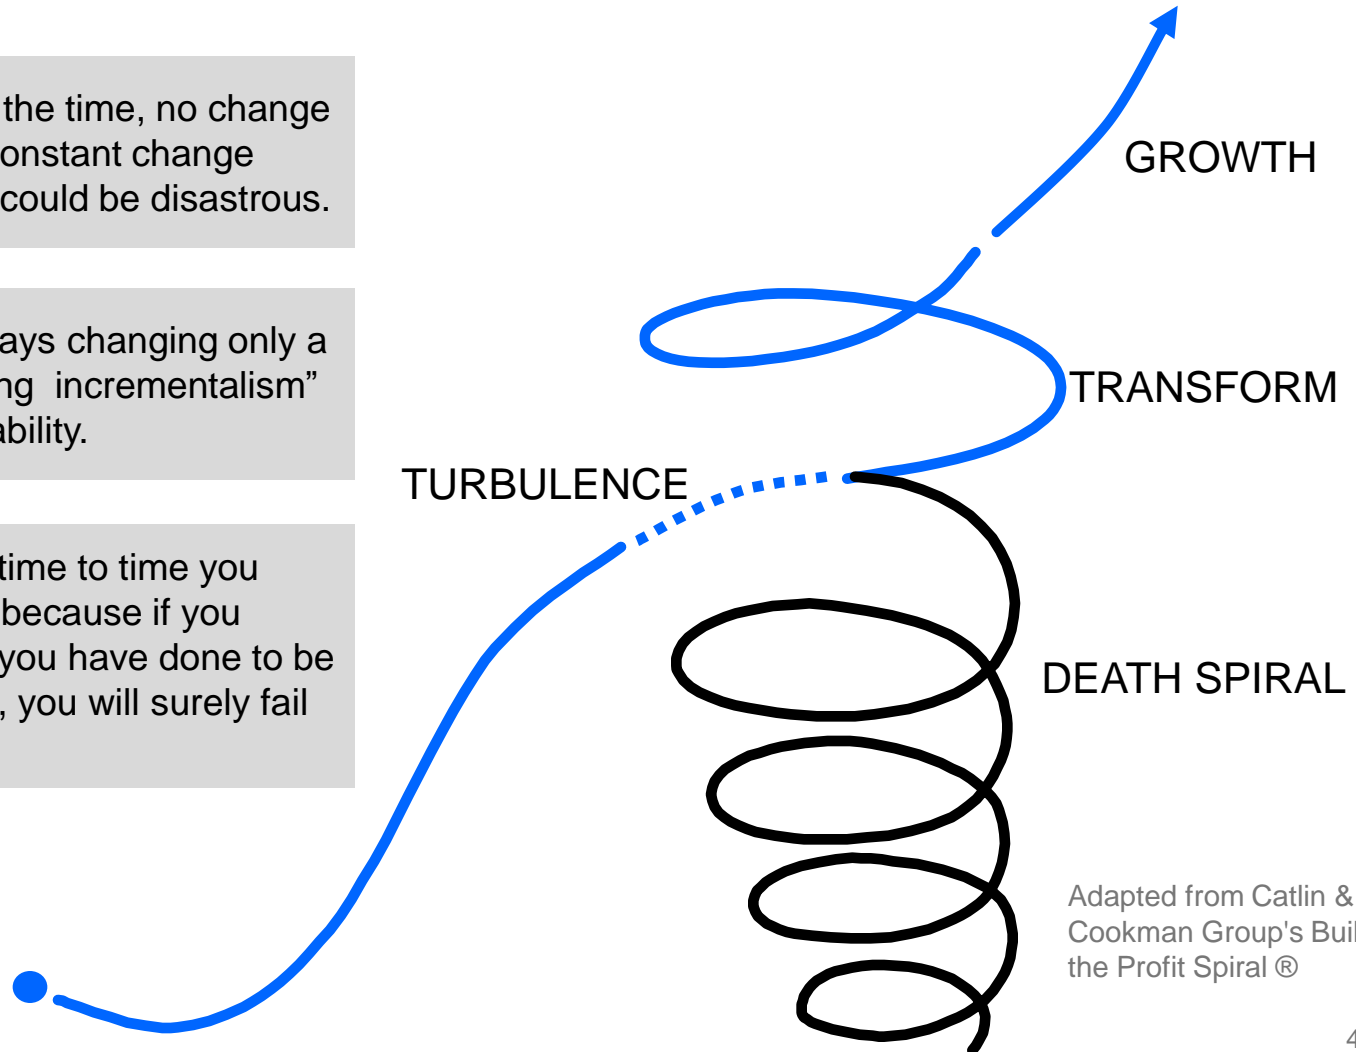 the time, no change
onstant change
could be disastrous.
ays changing only a
ng incrementalism”
ability.
time to time you
because if you
you have done to be
, you will surely fail
GROWTH
TRANSFORM
TURBULENCE
DEATH SPIRAL
Adapted from Catlin &
Cookman Group's Buil
the Profit Spiral ®
4